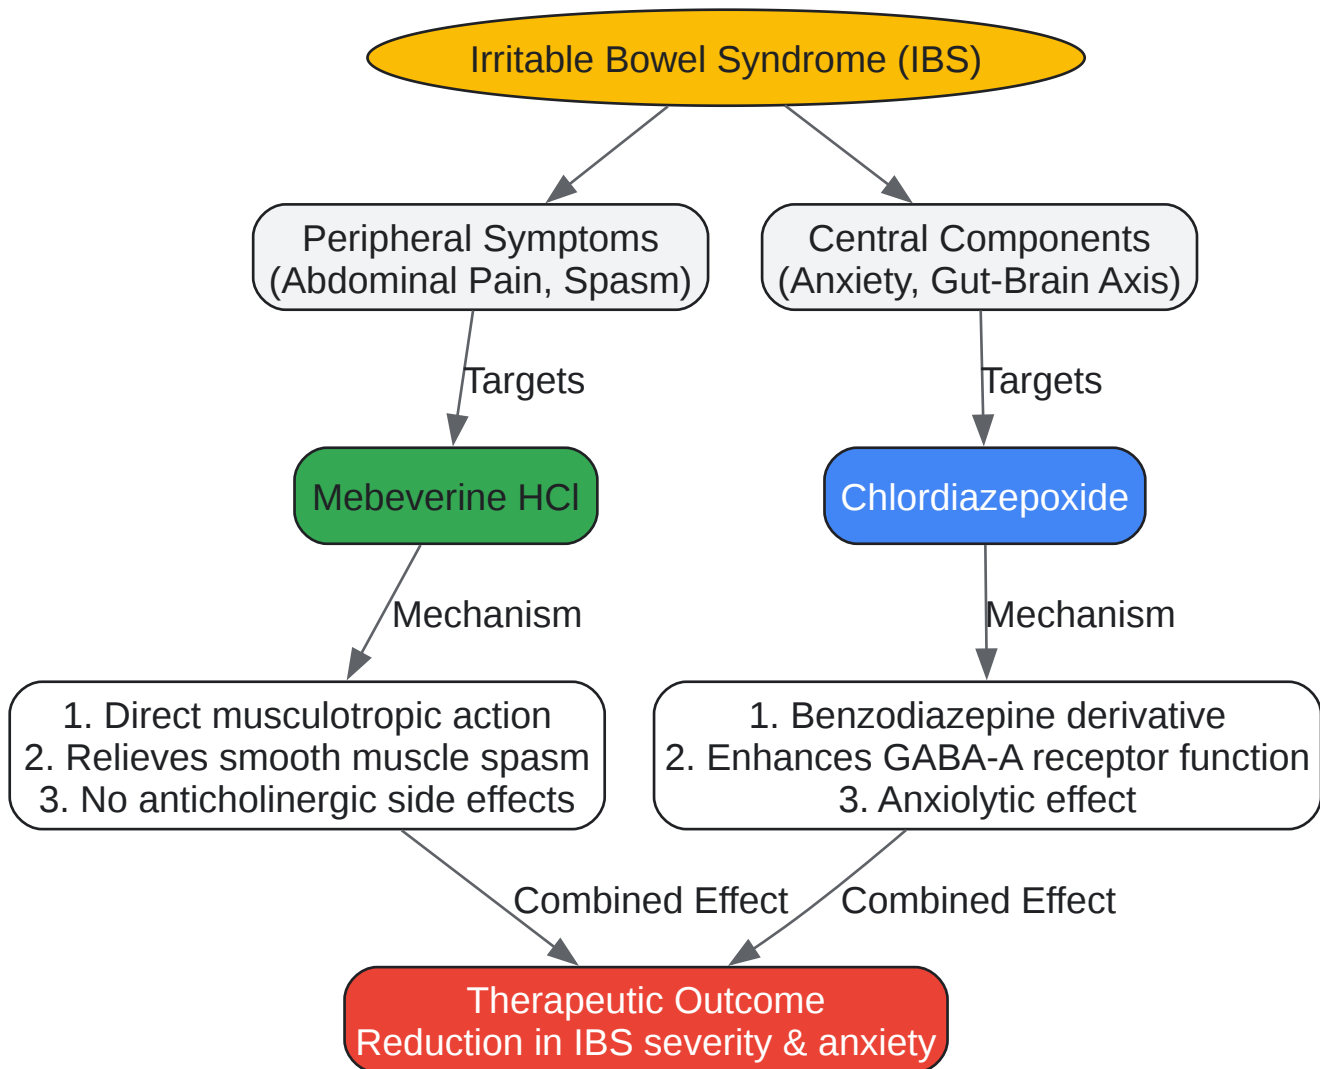 Irritable Bowel Syndrome (IBS)
Peripheral Symptoms
(Abdominal Pain, Spasm)
Central Components
(Anxiety, Gut-Brain Axis)
Targets
Targets
Mebeverine HCl
Chlordiazepoxide
Mechanism
Mechanism
1. Direct musculotropic action
2. Relieves smooth muscle spasm
3. No anticholinergic side effects
1. Benzodiazepine derivative
2. Enhances GABA-A receptor function
3. Anxiolytic effect
Combined Effect
Combined Effect
Therapeutic Outcome
Reduction in IBS severity & anxiety